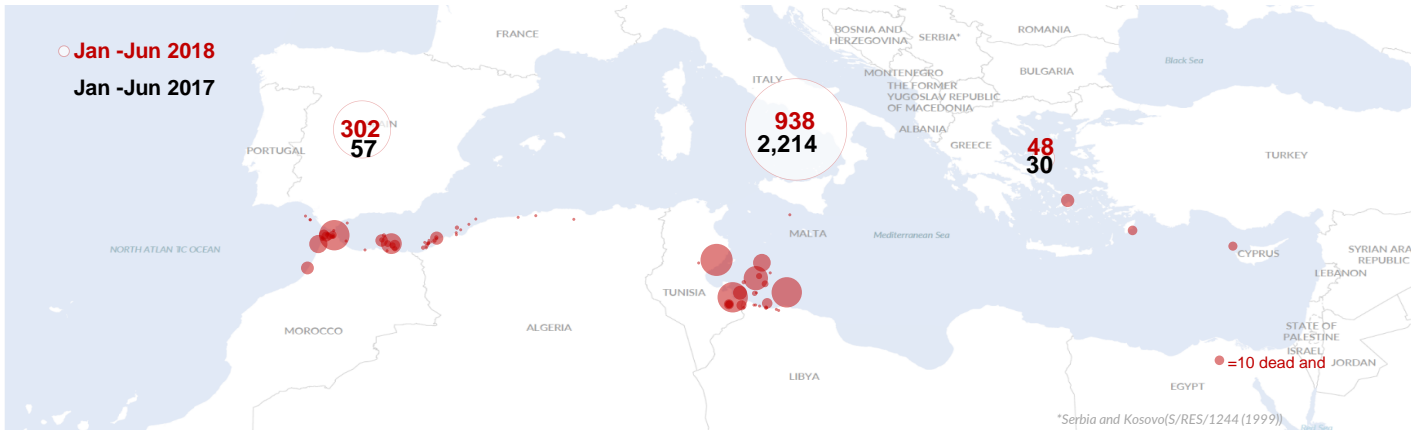 Jan -Jun 2018
Jan -Jun 2017
FRANCE
BOSNIA AND
HERZEGOVINA
SERBIA*
ROMANIA
Black Sea
ITALY
MONTENEGRO
BULGARIA
THE FORMER
YUGOSLAV REPUBLIC
OF MACEDONIA
302
57
938
2,214
ALBANIA
GREECE
48
30
PORTUGAL
TURKEY
NORTH ATLAN TIC OCEAN
MALTA
Mediterranean Sea
CYPRUS
SYRIAN ARA
REPUBLIC
LEBANON
TUNISIA
MOROCCO
ALGERIA
STATE OF
PALESTINE
ISRAEL
JORDAN
=10 dead and
LIBYA
EGYPT
*Serbia and Kosovo(S/RES/1244 (1999))